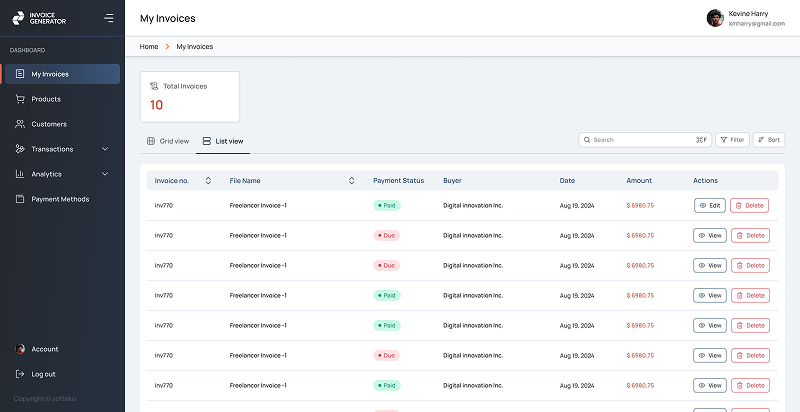 INVOICE
GENERATOR
DASHBOARD
My Invoices
Products
Customers
Transactions
Analytics
Payment Methods
Account
Log out
Copyright © softeko
My Invoices
Kevine Harry
kmharry@gmail.com
Home > My Invoices
Total Invoices
10
Grid view List view
Search ⌘F Filter Sort
Invoice no. File Name Payment Status Buyer Date Amount Actions
Inv770 Freelancer Invoice -1 Paid Digital innovation Inc. Aug 19, 2024 $ 6980.75 Edit Delete
Inv770 Freelancer Invoice -1 Due Digital innovation Inc. Aug 19, 2024 $ 6980.75 View Delete
Inv770 Freelancer Invoice -1 Due Digital innovation Inc. Aug 19, 2024 $ 6980.75 View Delete
Inv770 Freelancer Invoice -1 Paid Digital innovation Inc. Aug 19, 2024 $ 6980.75 View Delete
Inv770 Freelancer Invoice -1 Paid Digital innovation Inc. Aug 19, 2024 $ 6980.75 View Delete
Inv770 Freelancer Invoice -1 Due Digital innovation Inc. Aug 19, 2024 $ 6980.75 View Delete
Inv770 Freelancer Invoice -1 Paid Digital innovation Inc. Aug 19, 2024 $ 6980.75 View Delete